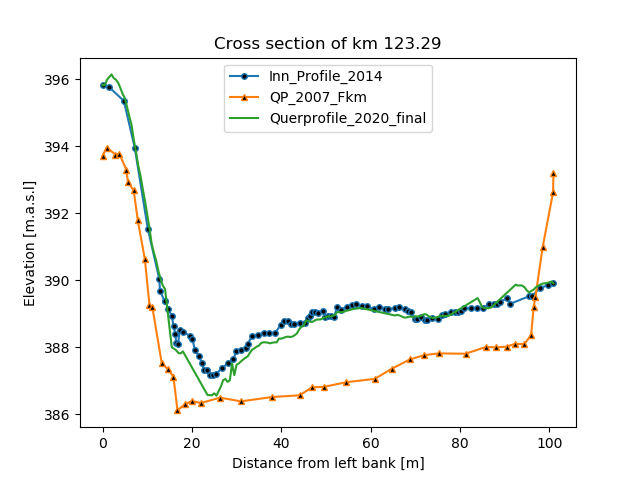 Cross section of km 123.29
Inn_Profile_2014
QP_2007_Fkm
Querprofile_2020_final
Elevation [m.a.s.l]
396
394
392
390
388
386
0 20 40 60 80 100
Distance from left bank [m]